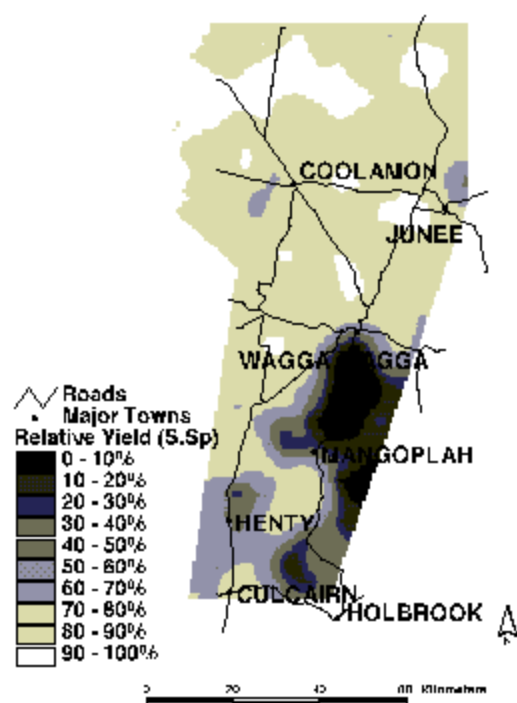 COOLAMON
JUNEE
WAGGA WAGGA
MANGOPLAH
HENTY
CULCAIRN
HOLBROOK
Roads
Major Towns
Relative Yield (S.Sp)
0 - 10%
10 - 20%
20 - 30%
30 - 40%
40 - 50%
50 - 60%
60 - 70%
70 - 80%
80 - 90%
90 - 100%
0 20 40 60 Kilometers